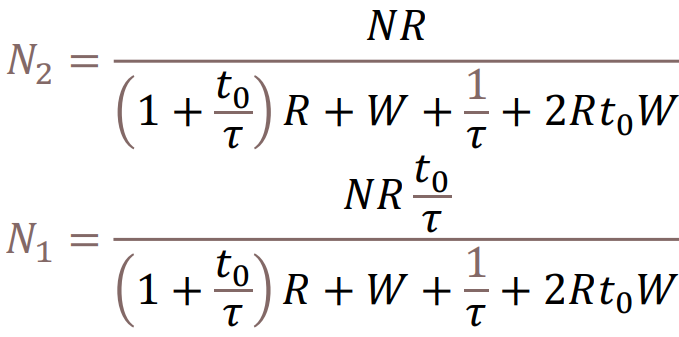 N₂ = NR / ((1 + t₀/τ) R + W + 1/τ + 2Rt₀W)
N₁ = NR t₀/τ / ((1 + t₀/τ) R + W + 1/τ + 2Rt₀W)